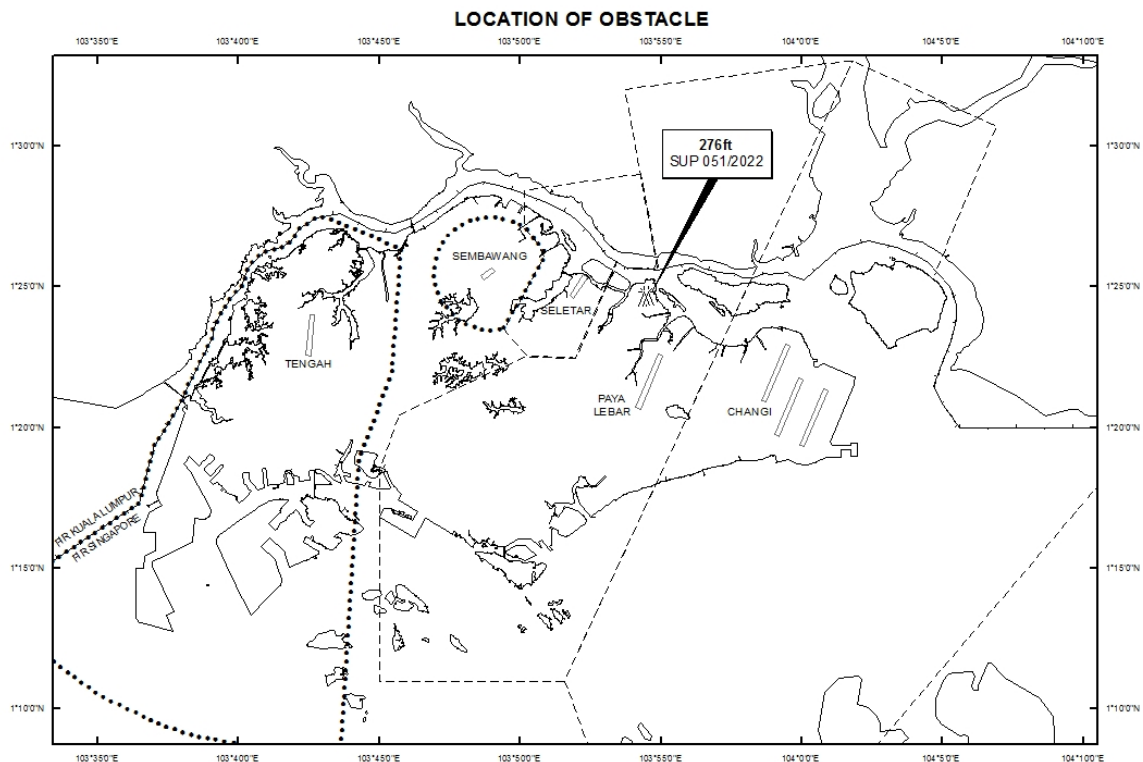 LOCATION OF OBSTACLE
103°35'0"E 103°40'0"E 103°45'0"E 103°50'0"E 103°55'0"E 104°0'0"E 104°5'0"E 104°10'0"E
1°30'0"N 1°30'0"N
276ft
SUP 051/2022
SEMBAWANG
1°25'0"N 1°25'0"N
SELETAR
TENGAH
PAYA
LEBAR
CHANGI
1°20'0"N 1°20'0"N
FIR KUALA LUMPUR
FIR SINGAPORE
1°15'0"N 1°15'0"N
1°10'0"N 1°10'0"N
103°35'0"E 103°40'0"E 103°45'0"E 103°50'0"E 103°55'0"E 104°0'0"E 104°5'0"E 104°10'0"E